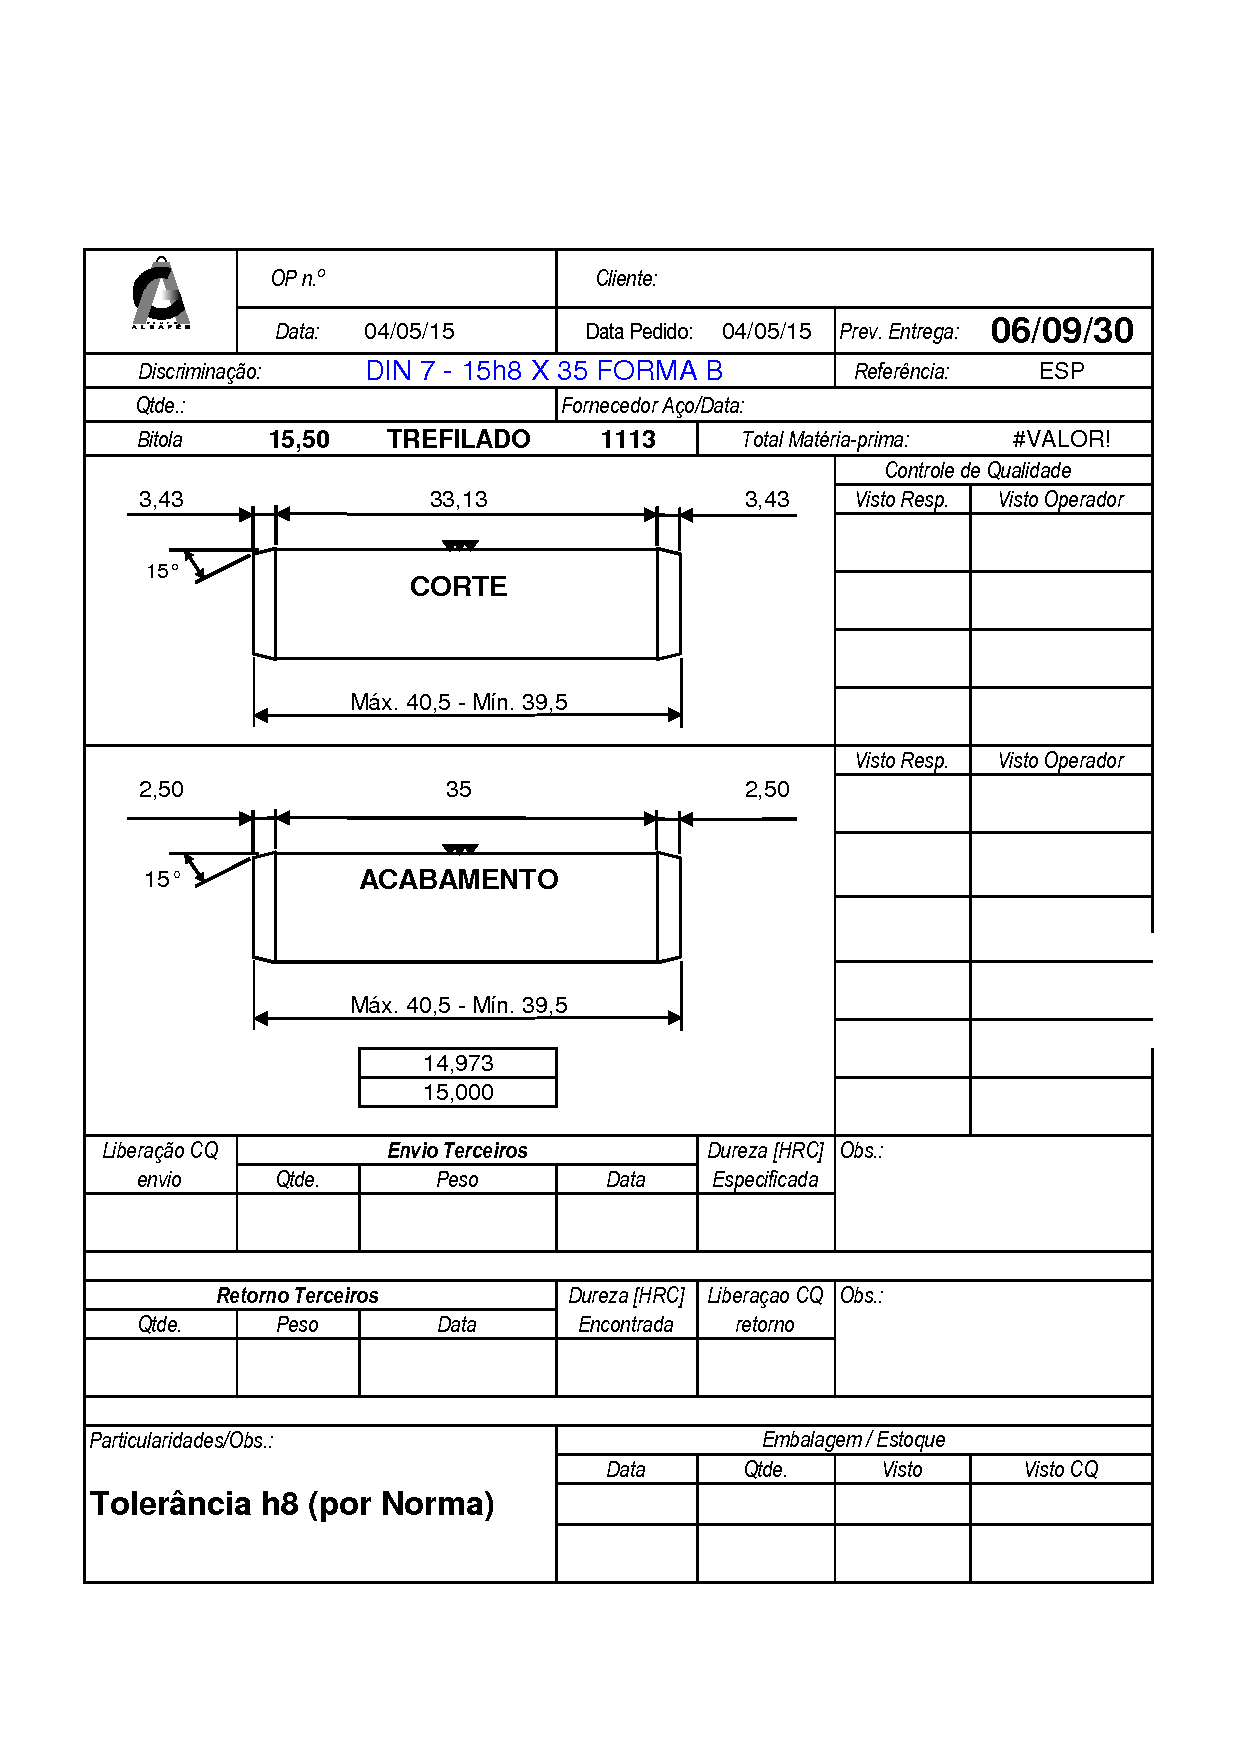 OP n.º Cliente:
ALBAFER
Data: 04/05/15 Data Pedido: 04/05/15 Prev. Entrega: 06/09/30
Discriminação: DIN 7 - 15h8 X 35 FORMA B Referência: ESP
Qtde.: Fornecedor Aço/Data:
Bitola 15,50 TREFILADO 1113 Total Matéria-prima: #VALOR!
Controle de Qualidade
3,43 33,13 3,43 Visto Resp. Visto Operador
15°
CORTE
Máx. 40,5 - Mín. 39,5
Visto Resp. Visto Operador
2,50 35 2,50
15°
ACABAMENTO
Máx. 40,5 - Mín. 39,5
14,973
15,000
Liberação CQ Envio Terceiros Dureza [HRC] Obs.:
envio Qtde. Peso Data Especificada
Retorno Terceiros Dureza [HRC] Liberaçao CQ Obs.:
Qtde. Peso Data Encontrada retorno
Particularidades/Obs.: Embalagem / Estoque
Data Qtde. Visto Visto CQ
Tolerância h8 (por Norma)